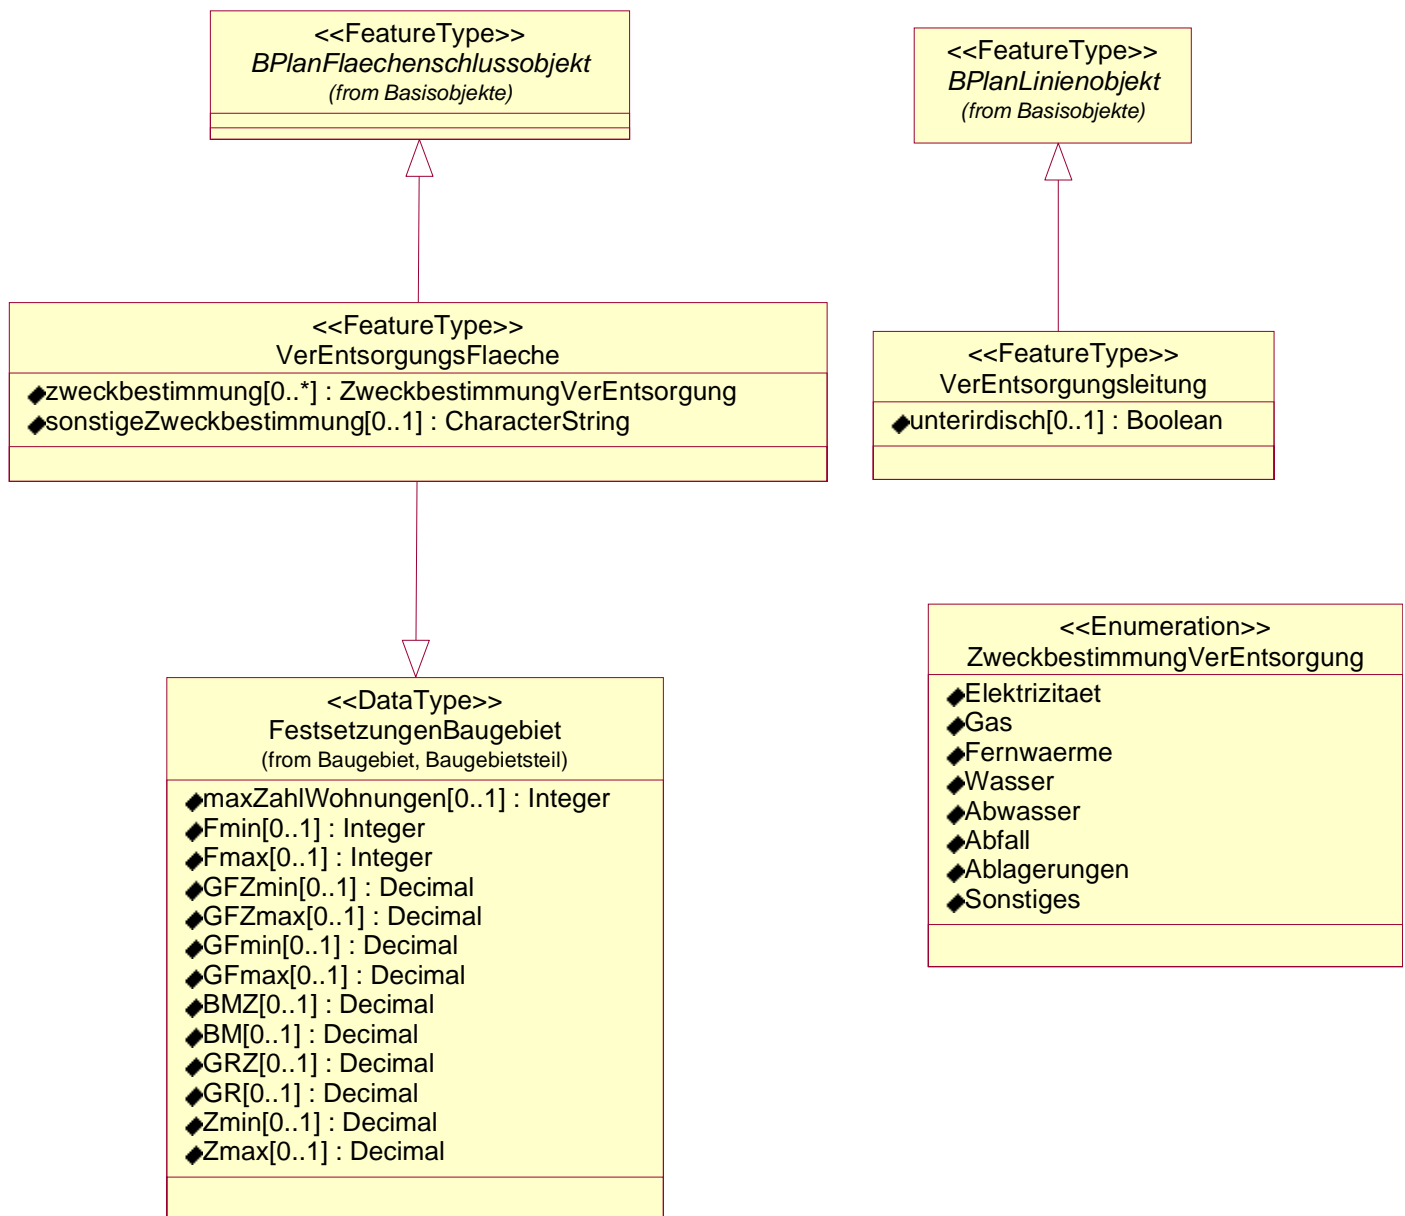 <<FeatureType>>
BPlanFlaechenschlussobjekt
(from Basisobjekte)
<<FeatureType>>
BPlanLinienobjekt
(from Basisobjekte)
<<FeatureType>>
VerEntsorgungsFlaeche
zweckbestimmung[0..*] : ZweckbestimmungVerEntsorgung
sonstigeZweckbestimmung[0..1] : CharacterString
<<FeatureType>>
VerEntsorgungsleitung
unterirdisch[0..1] : Boolean
<<DataType>>
FestsetzungenBaugebiet
(from Baugebiet, Baugebietsteil)
maxZahlWohnungen[0..1] : Integer
Fmin[0..1] : Integer
Fmax[0..1] : Integer
GFZmin[0..1] : Decimal
GFZmax[0..1] : Decimal
GFmin[0..1] : Decimal
GFmax[0..1] : Decimal
BMZ[0..1] : Decimal
BM[0..1] : Decimal
GRZ[0..1] : Decimal
GR[0..1] : Decimal
Zmin[0..1] : Decimal
Zmax[0..1] : Decimal
<<Enumeration>>
ZweckbestimmungVerEntsorgung
Elektrizitaet
Gas
Fernwaerme
Wasser
Abwasser
Abfall
Ablagerungen
Sonstiges